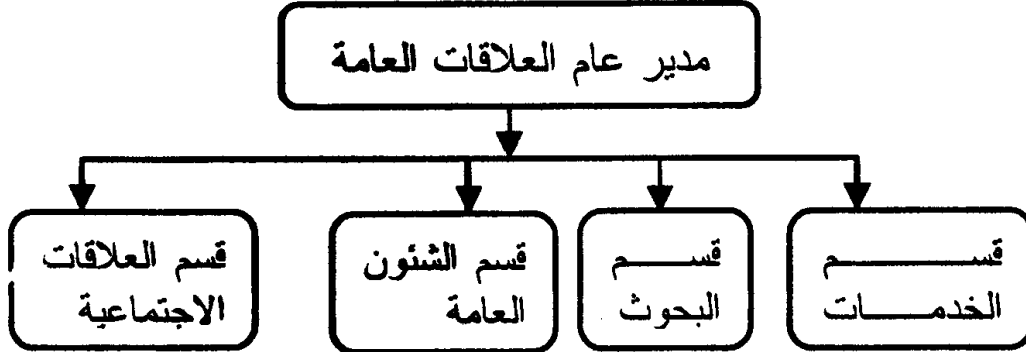 مدير عام العلاقات العامة
قسم
الخدمات
قسم
البحوث
قسم الشئون
العامة
قسم العلاقات
الاجتماعية